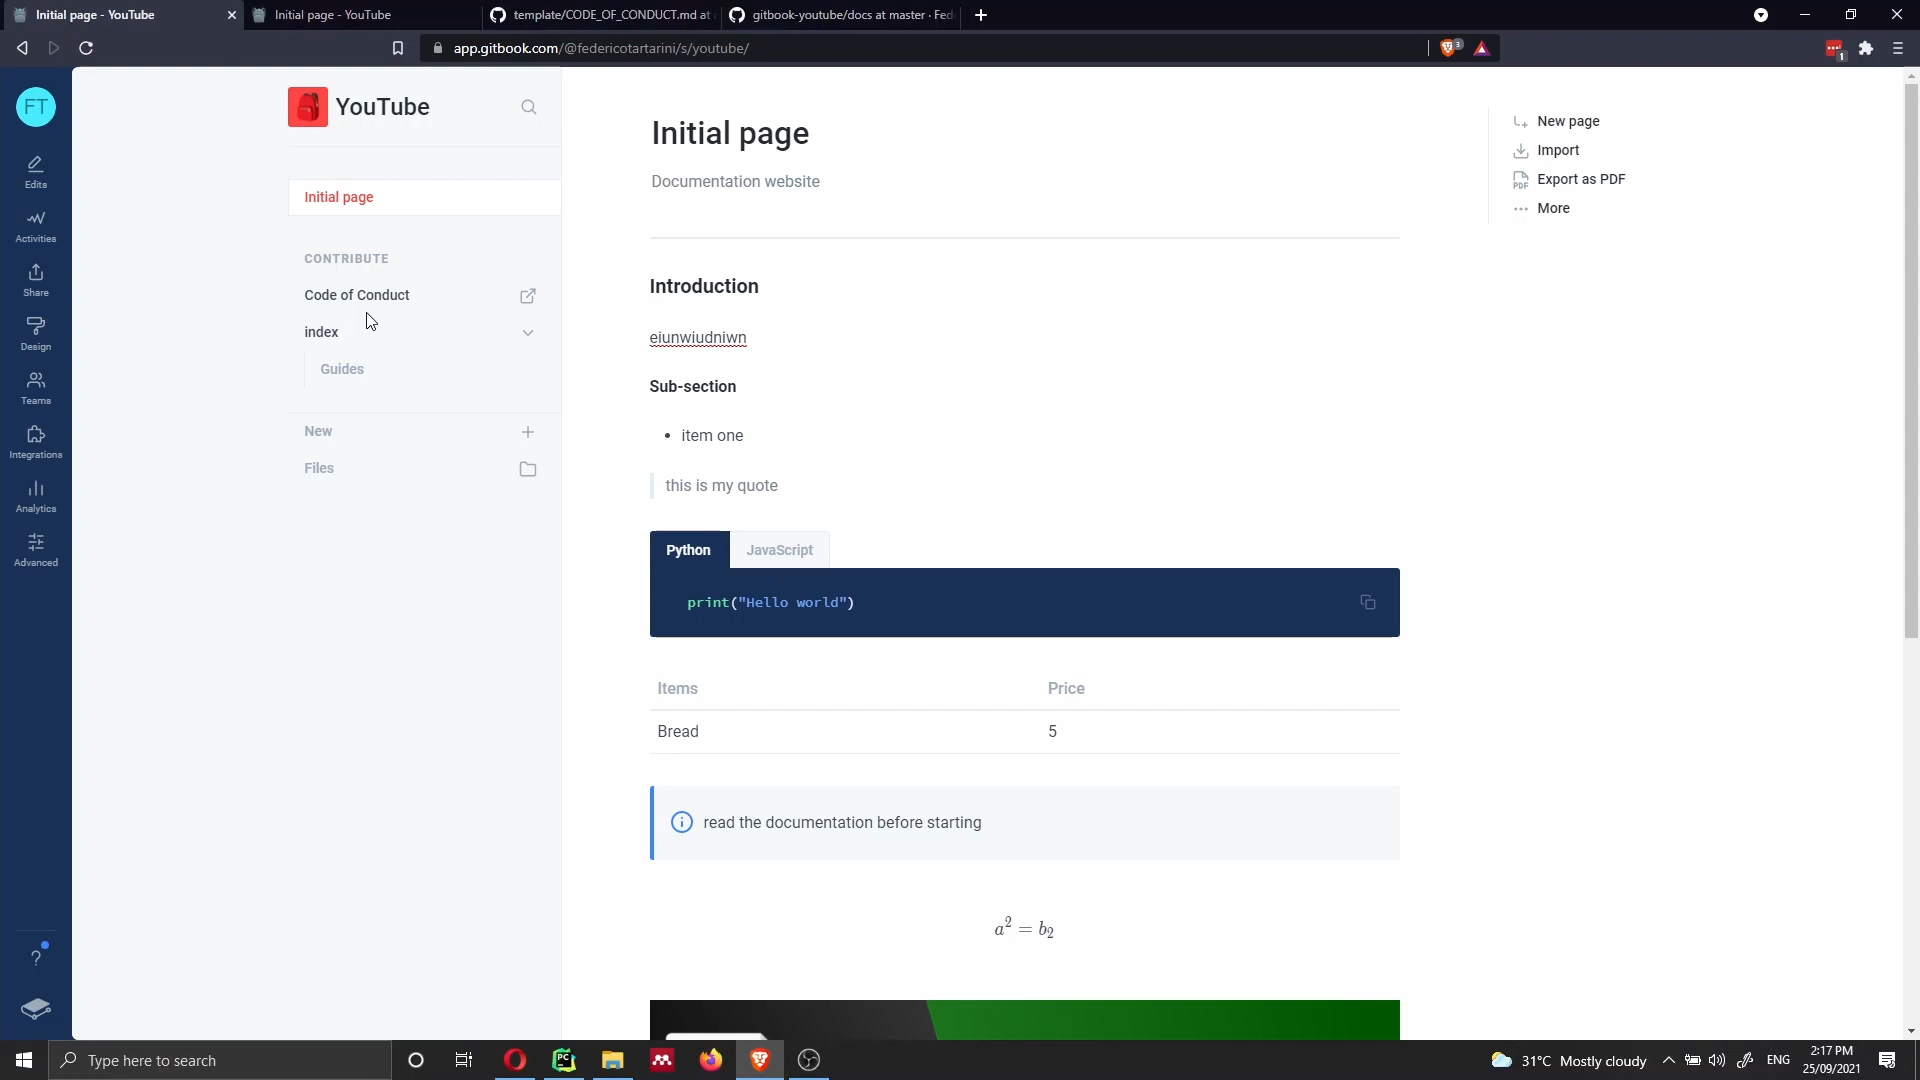 Initial page - YouTube
Initial page - YouTube
template/CODE_OF_CONDUCT.md at
gitbook-youtube/docs at master · Fed
app.gitbook.com/@federicotartarini/s/youtube/
3
1
FT
Edits
Activities
Share
Design
Teams
Integrations
Analytics
Advanced
?
YouTube
Initial page
CONTRIBUTE
Code of Conduct
index
Guides
New
Files
Initial page
Documentation website
Introduction
eiunwiudniwn
Sub-section
• item one
this is my quote
Python JavaScript
print("Hello world")
Items Price
Bread 5
read the documentation before starting
a² = b₂
New page
Import
PDF Export as PDF
More
Type here to search
PC
31°C Mostly cloudy
ENG
2:17 PM
25/09/2021